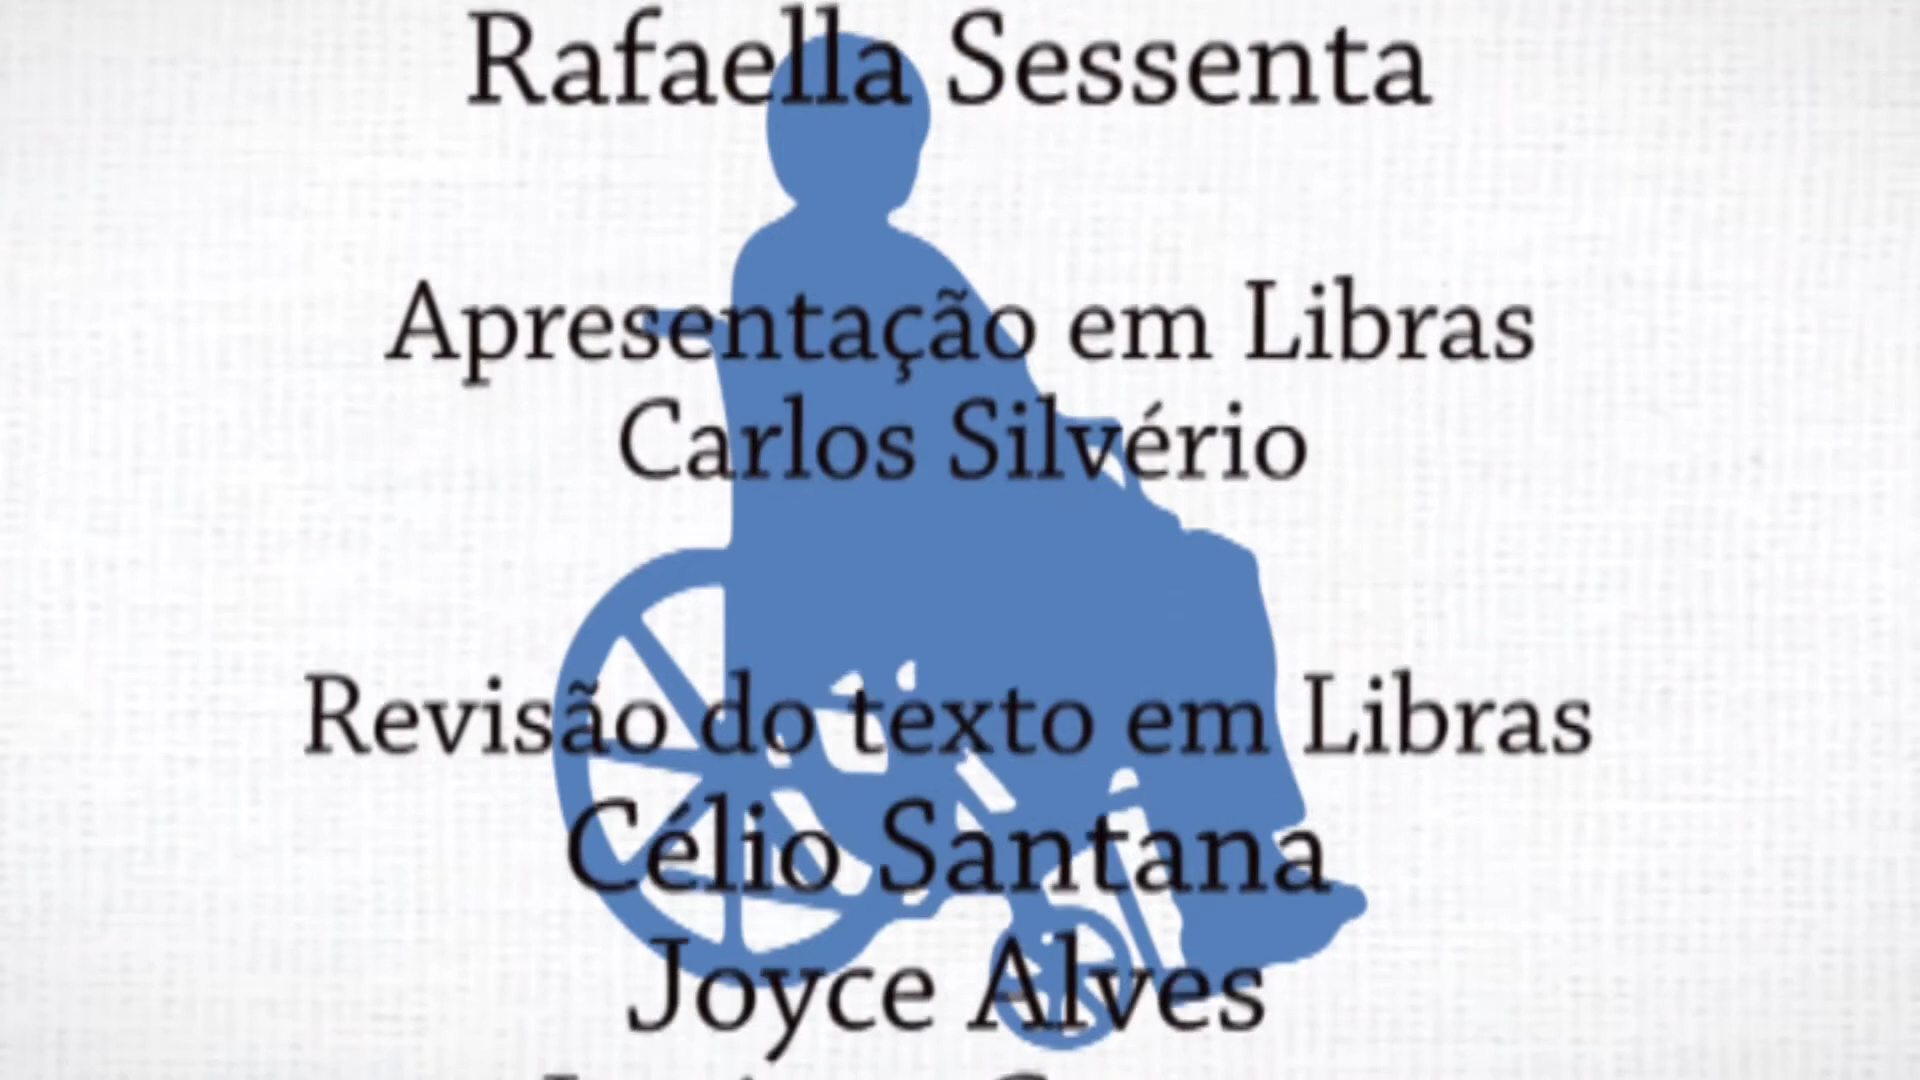 Rafaella Sessenta
Apresentação em Libras
Carlos Silvério
Revisão do texto em Libras
Célio Santana
Joyce Alves